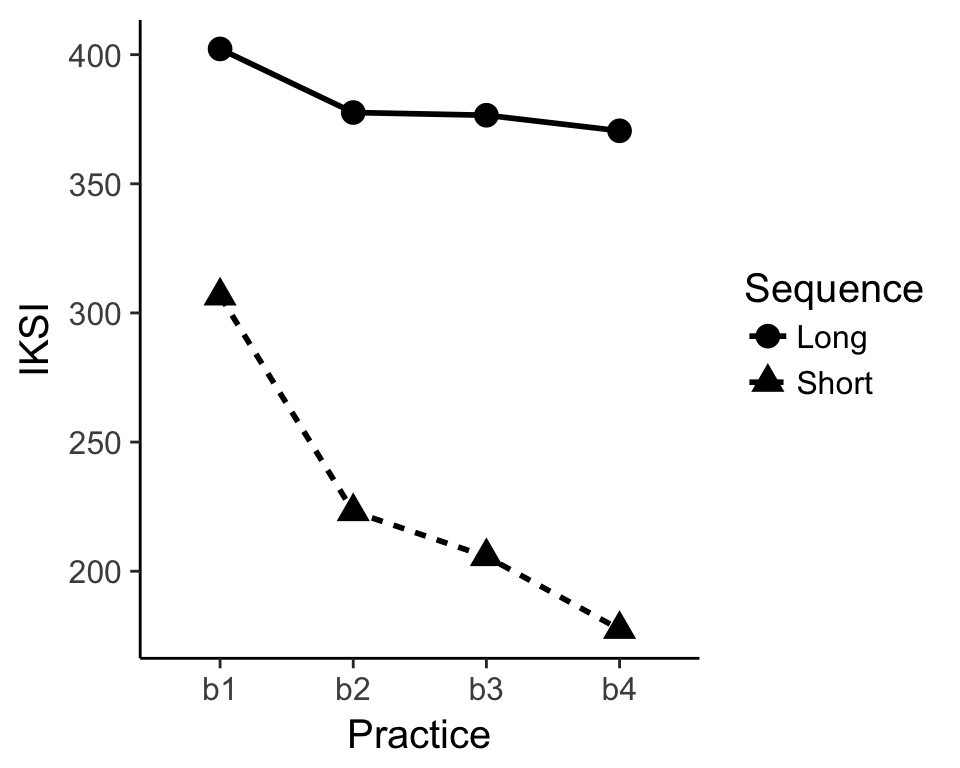 400
350
300
250
200
IKSI
b1 b2 b3 b4
Practice
Sequence
Long
Short